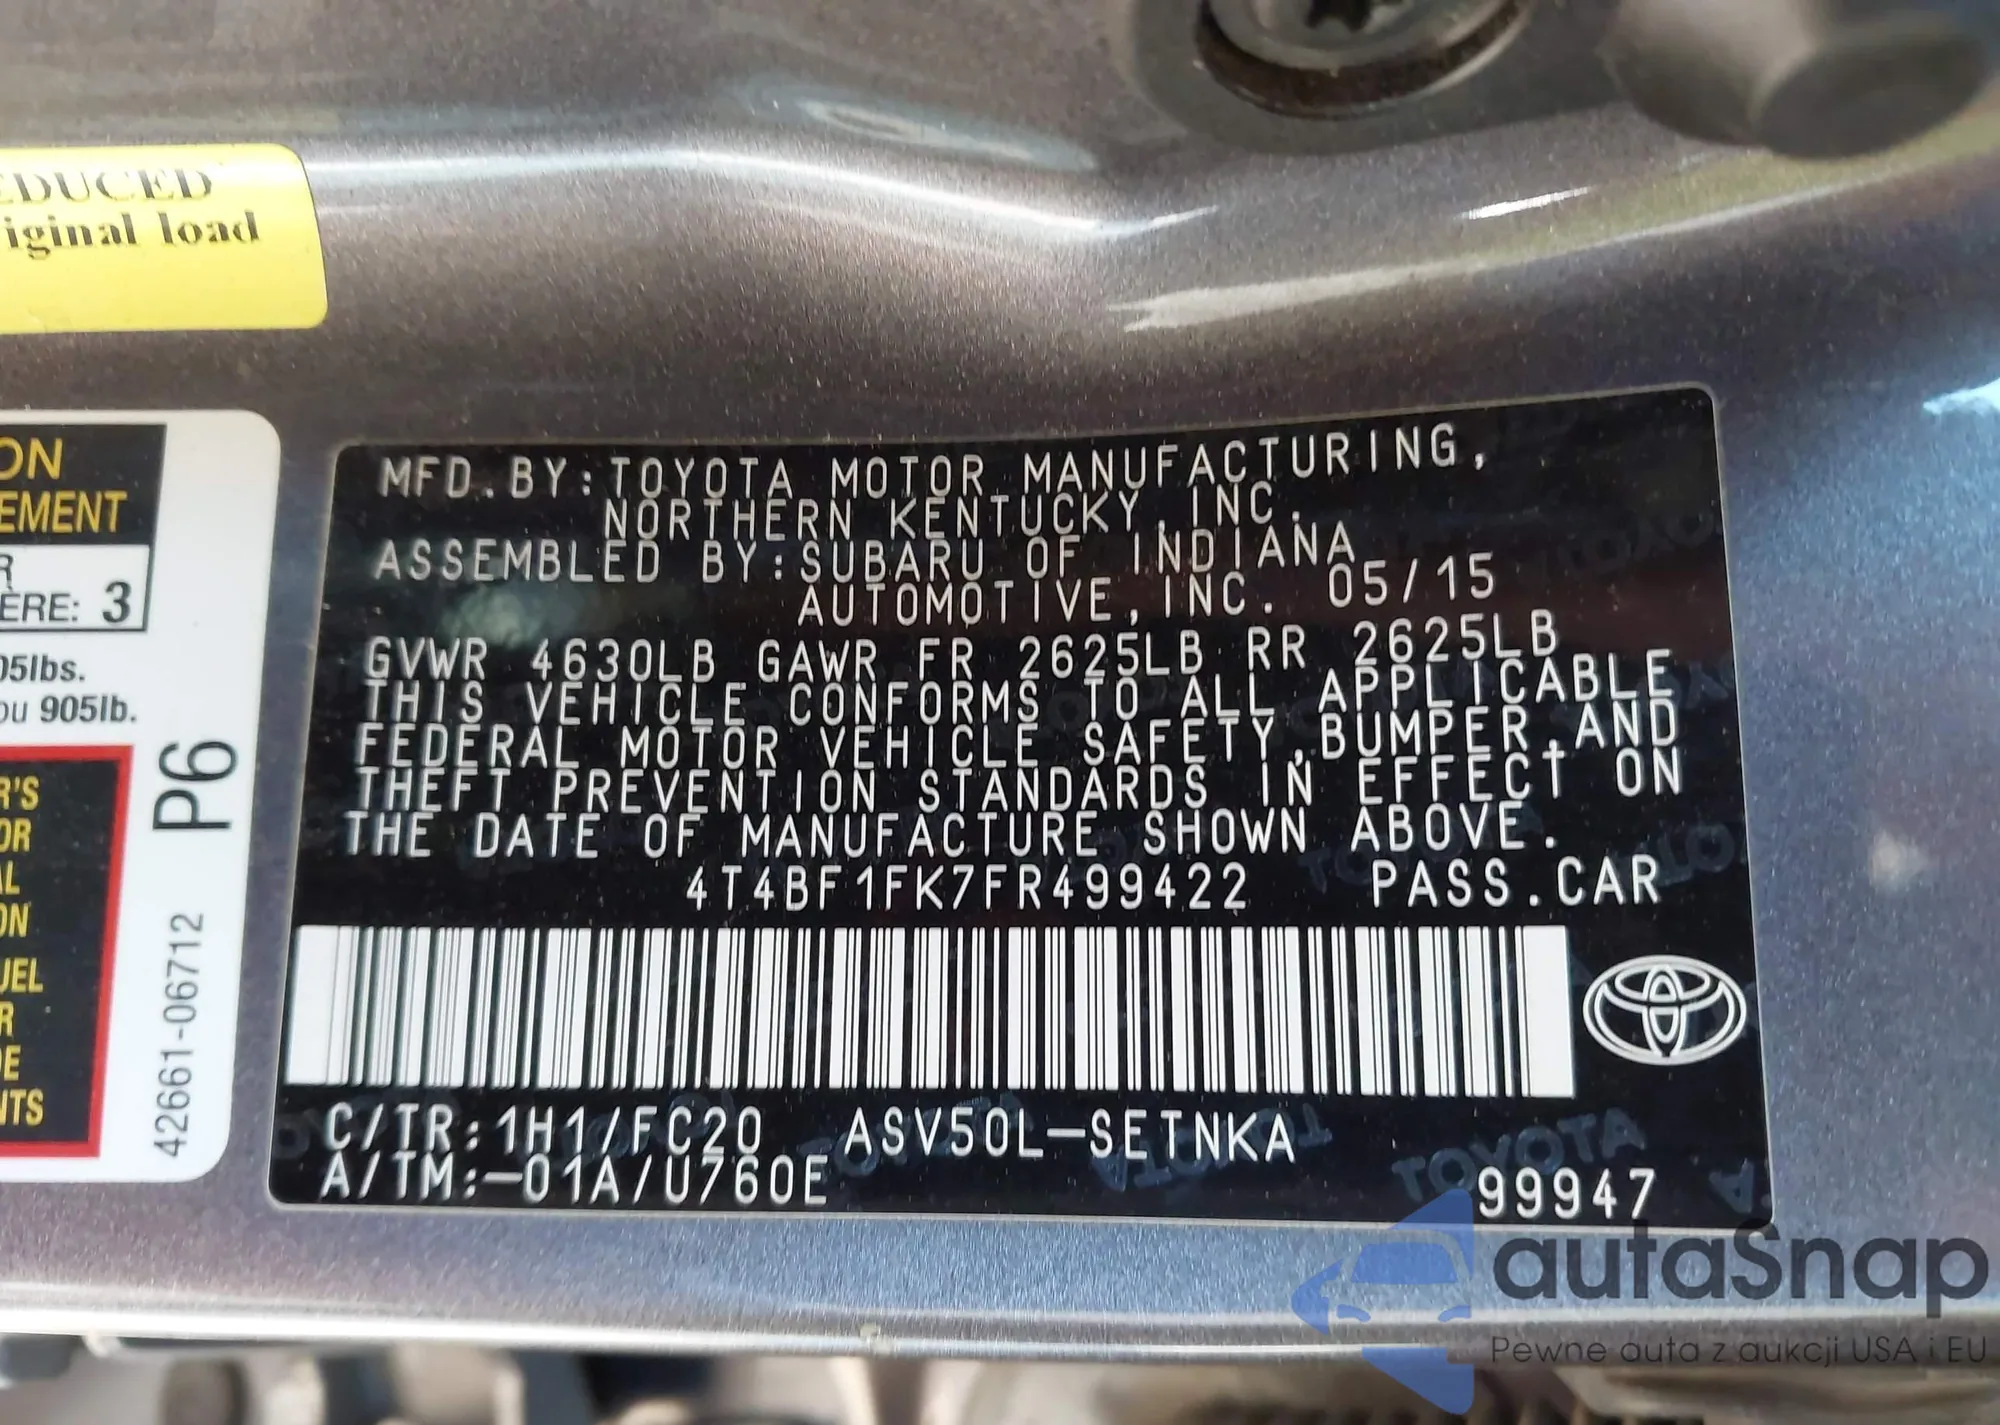 EDUCED
iginal load
ON
EMENT
R
ERE: 3
05lbs.
ou 905lb.
R'S
OR
AL
ON
UEL
R
DE
NTS
P6
42661-06712
MFD.BY:TOYOTA MOTOR MANUFACTURING,
NORTHERN KENTUCKY,INC.
ASSEMBLED BY:SUBARU OF INDIANA
AUTOMOTIVE,INC. 05/15
GVWR 4630LB GAWR FR 2625LB RR 2625LB
THIS VEHICLE CONFORMS TO ALL APPLICABLE
FEDERAL MOTOR VEHICLE SAFETY,BUMPER,AND
THEFT PREVENTION STANDARDS IN EFFECT ON
THE DATE OF MANUFACTURE SHOWN ABOVE.
4T4BF1FK7FR499422 PASS.CAR
C/TR:1H1/FC20 ASV50L-SETNKA
A/TM:-01A/U760E
99947
TOYOTA
autaSnap
Pewne auta z aukcji USA i EU